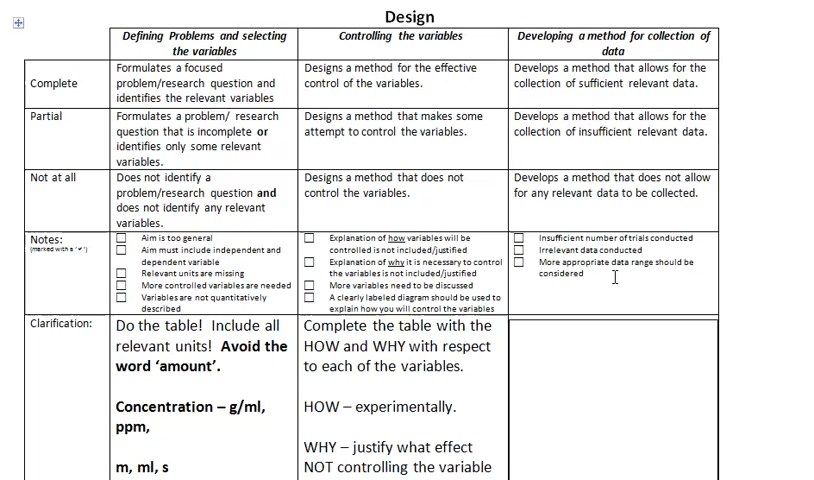 Design
Defining Problems and selecting
the variables
Controlling the variables
Developing a method for collection of
data
Complete
Formulates a focused
problem/research question and
identifies the relevant variables
Designs a method for the effective
control of the variables.
Develops a method that allows for the
collection of sufficient relevant data.
Partial
Formulates a problem/ research
question that is incomplete or
identifies only some relevant
variables.
Designs a method that makes some
attempt to control the variables.
Develops a method that allows for the
collection of insufficient relevant data.
Not at all
Does not identify a
problem/research question and
does not identify any relevant
variables.
Designs a method that does not
control the variables.
Develops a method that does not allow
for any relevant data to be collected.
Notes:
(marked with a '✔')
Aim is too general
Aim must include independent and
dependent variable
Relevant units are missing
More controlled variables are needed
Variables are not quantitatively
described
Explanation of how variables will be
controlled is not included/justified
Explanation of why it is necessary to control
the variables is not included/justified
More variables need to be discussed
A clearly labeled diagram should be used to
explain how you will control the variables
Insufficient number of trials conducted
Irrelevant data conducted
More appropriate data range should be
considered
Clarification:
Do the table! Include all
relevant units! Avoid the
word ‘amount’.
Concentration – g/ml,
ppm,
m, ml, s
Complete the table with the
HOW and WHY with respect
to each of the variables.
HOW – experimentally.
WHY – justify what effect
NOT controlling the variable